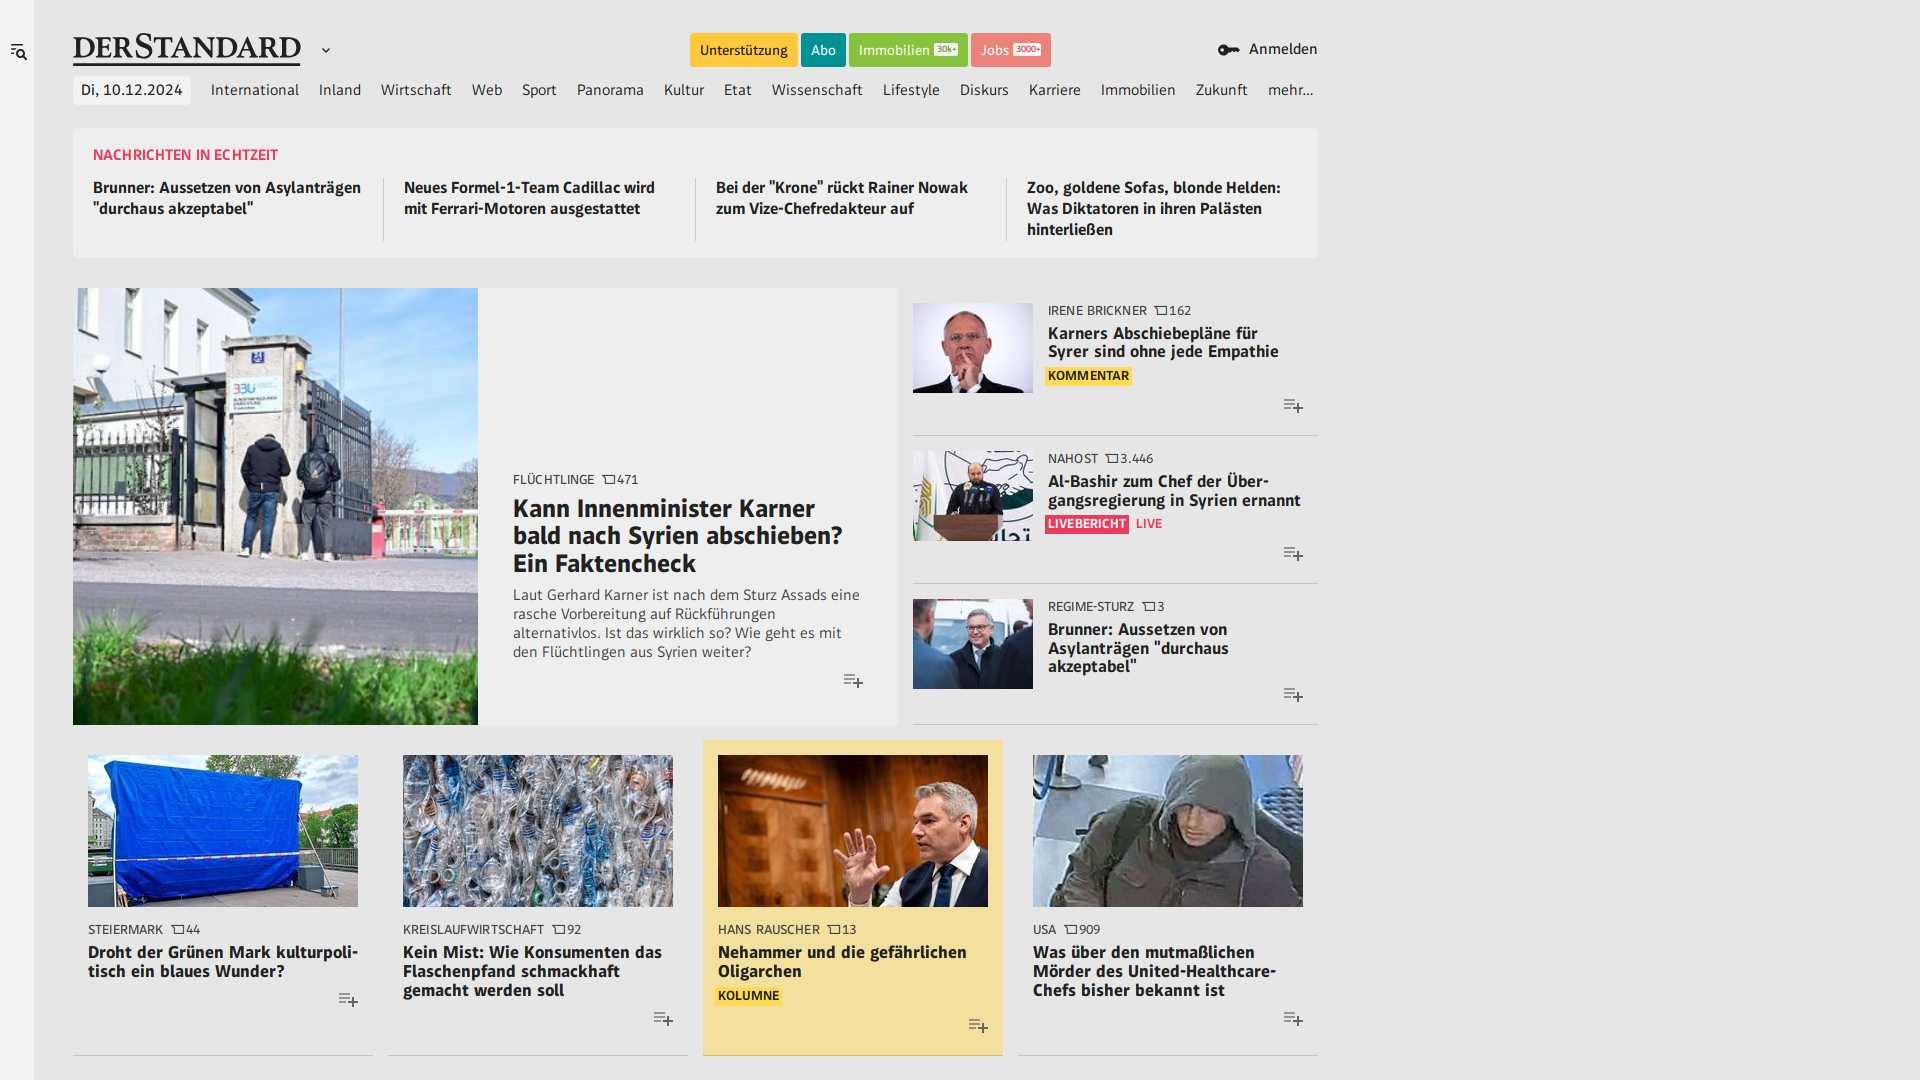 DERSTANDARD
Unterstützung
Abo
Immobilien 30k+
Jobs 3000+
Anmelden
Di, 10.12.2024
International
Inland
Wirtschaft
Web
Sport
Panorama
Kultur
Etat
Wissenschaft
Lifestyle
Diskurs
Karriere
Immobilien
Zukunft
mehr...
NACHRICHTEN IN ECHTZEIT
Brunner: Aussetzen von Asylanträgen
"durchaus akzeptabel"
Neues Formel-1-Team Cadillac wird
mit Ferrari-Motoren ausgestattet
Bei der "Krone" rückt Rainer Nowak
zum Vize-Chefredakteur auf
Zoo, goldene Sofas, blonde Helden:
Was Diktatoren in ihren Palästen
hinterließen
FLÜCHTLINGE 471
Kann Innenminister Karner
bald nach Syrien abschieben?
Ein Faktencheck
Laut Gerhard Karner ist nach dem Sturz Assads eine
rasche Vorbereitung auf Rückführungen
alternativlos. Ist das wirklich so? Wie geht es mit
den Flüchtlingen aus Syrien weiter?
IRENE BRICKNER 162
Karners Abschiebepläne für
Syrer sind ohne jede Empathie
KOMMENTAR
NAHOST 3.446
Al-Bashir zum Chef der Über-
gangsregierung in Syrien ernannt
LIVEBERICHT LIVE
REGIME-STURZ 3
Brunner: Aussetzen von
Asylanträgen "durchaus
akzeptabel"
STEIERMARK 44
Droht der Grünen Mark kulturpoli-
tisch ein blaues Wunder?
KREISLAUFWIRTSCHAFT 92
Kein Mist: Wie Konsumenten das
Flaschenpfand schmackhaft
gemacht werden soll
HANS RAUSCHER 13
Nehammer und die gefährlichen
Oligarchen
KOLUMNE
USA 909
Was über den mutmaßlichen
Mörder des United-Healthcare-
Chefs bisher bekannt ist